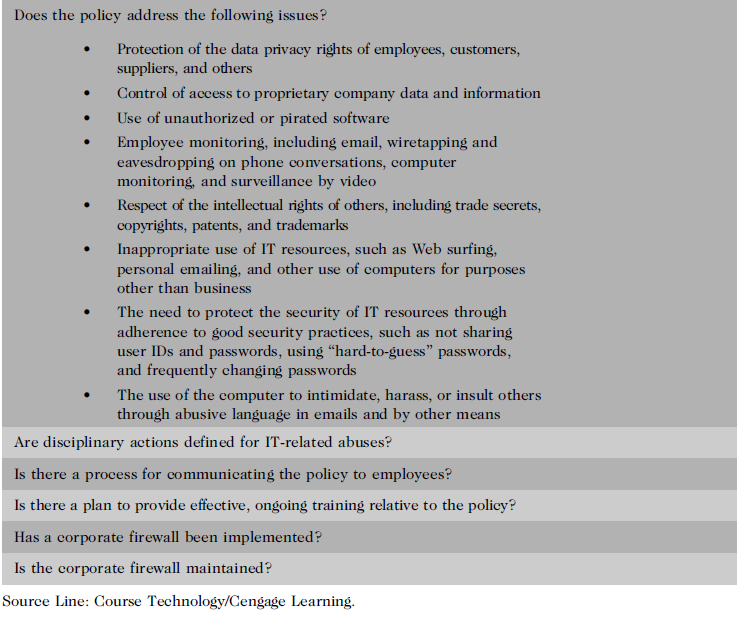 Does the policy address the following issues?
• Protection of the data privacy rights of employees, customers,
suppliers, and others
• Control of access to proprietary company data and information
• Use of unauthorized or pirated software
• Employee monitoring, including email, wiretapping and
eavesdropping on phone conversations, computer
monitoring, and surveillance by video
• Respect of the intellectual rights of others, including trade secrets,
copyrights, patents, and trademarks
• Inappropriate use of IT resources, such as Web surfing,
personal emailing, and other use of computers for purposes
other than business
• The need to protect the security of IT resources through
adherence to good security practices, such as not sharing
user IDs and passwords, using “hard-to-guess” passwords,
and frequently changing passwords
• The use of the computer to intimidate, harass, or insult others
through abusive language in emails and by other means
Are disciplinary actions defined for IT-related abuses?
Is there a process for communicating the policy to employees?
Is there a plan to provide effective, ongoing training relative to the policy?
Has a corporate firewall been implemented?
Is the corporate firewall maintained?
Source Line: Course Technology/Cengage Learning.